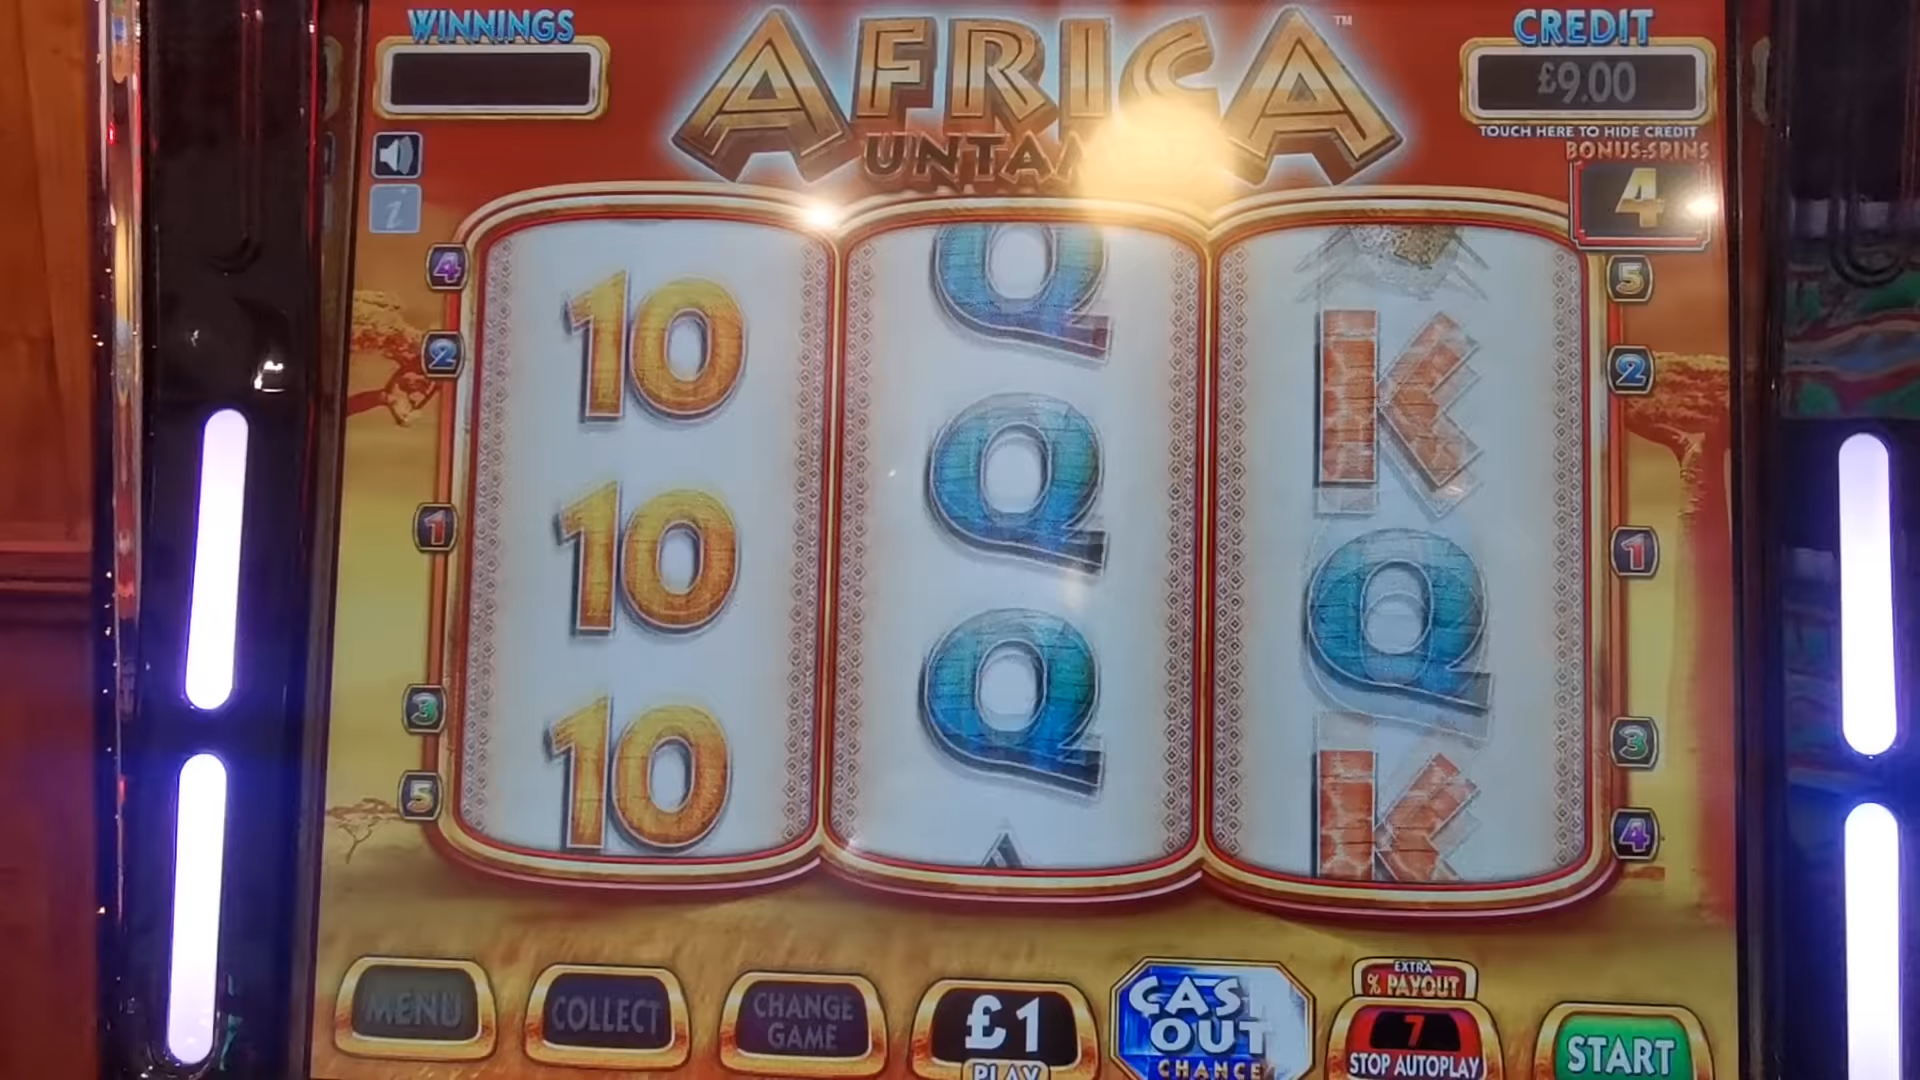 WINNINGS
AFRICA™
CREDIT
£9.00
TOUCH HERE TO HIDE CREDIT
BONUS-SPINS
4
i
4
5
2
2
10
Q
K
10
Q
Q
1
1
10
Q
K
3
3
5
4
MENU
COLLECT
CHANGE
GAME
£1
PLAY
CASH
OUT
CHANCE
EXTRA
% PAYOUT
7
STOP AUTOPLAY
START